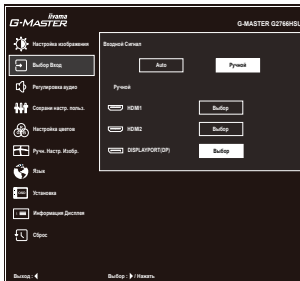 iiyama
G-MASTER
G-MASTER G2766HSU
Настройка изображения
Входной Сигнал
Выбор Вход
Auto
Ручной
Регулировка аудио
Ручной
Сохрани настр. польз.
HDMI1
Выбор
Настройка цветов
HDMI2
Выбор
Ручн. Настр. Изобр.
DISPLAYPORT(DP)
Выбор
Язык
OSD
Установка
Информация Дисплея
Сброс
Выход :
Выбор : / Нажать